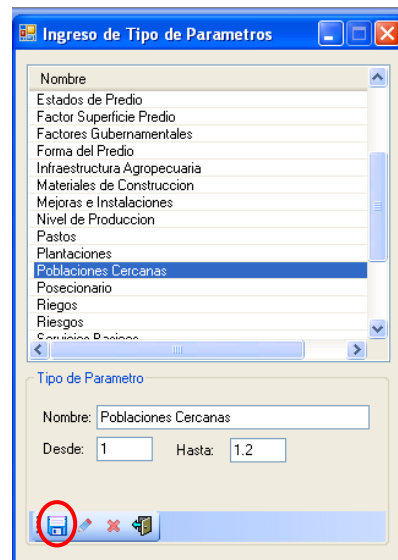 Ingreso de Tipo de Parametros
Nombre
Estados de Predio
Factor Superficie Predio
Factores Gubernamentales
Forma del Predio
Infraestructura Agropecuaria
Materiales de Construccion
Mejoras e Instalaciones
Nivel de Produccion
Pastos
Plantaciones
Poblaciones Cercanas
Posecionario
Riegos
Riesgos
Servicios Basicos
Tipo de Parametro
Nombre: Poblaciones Cercanas
Desde: 1 Hasta: 1.2